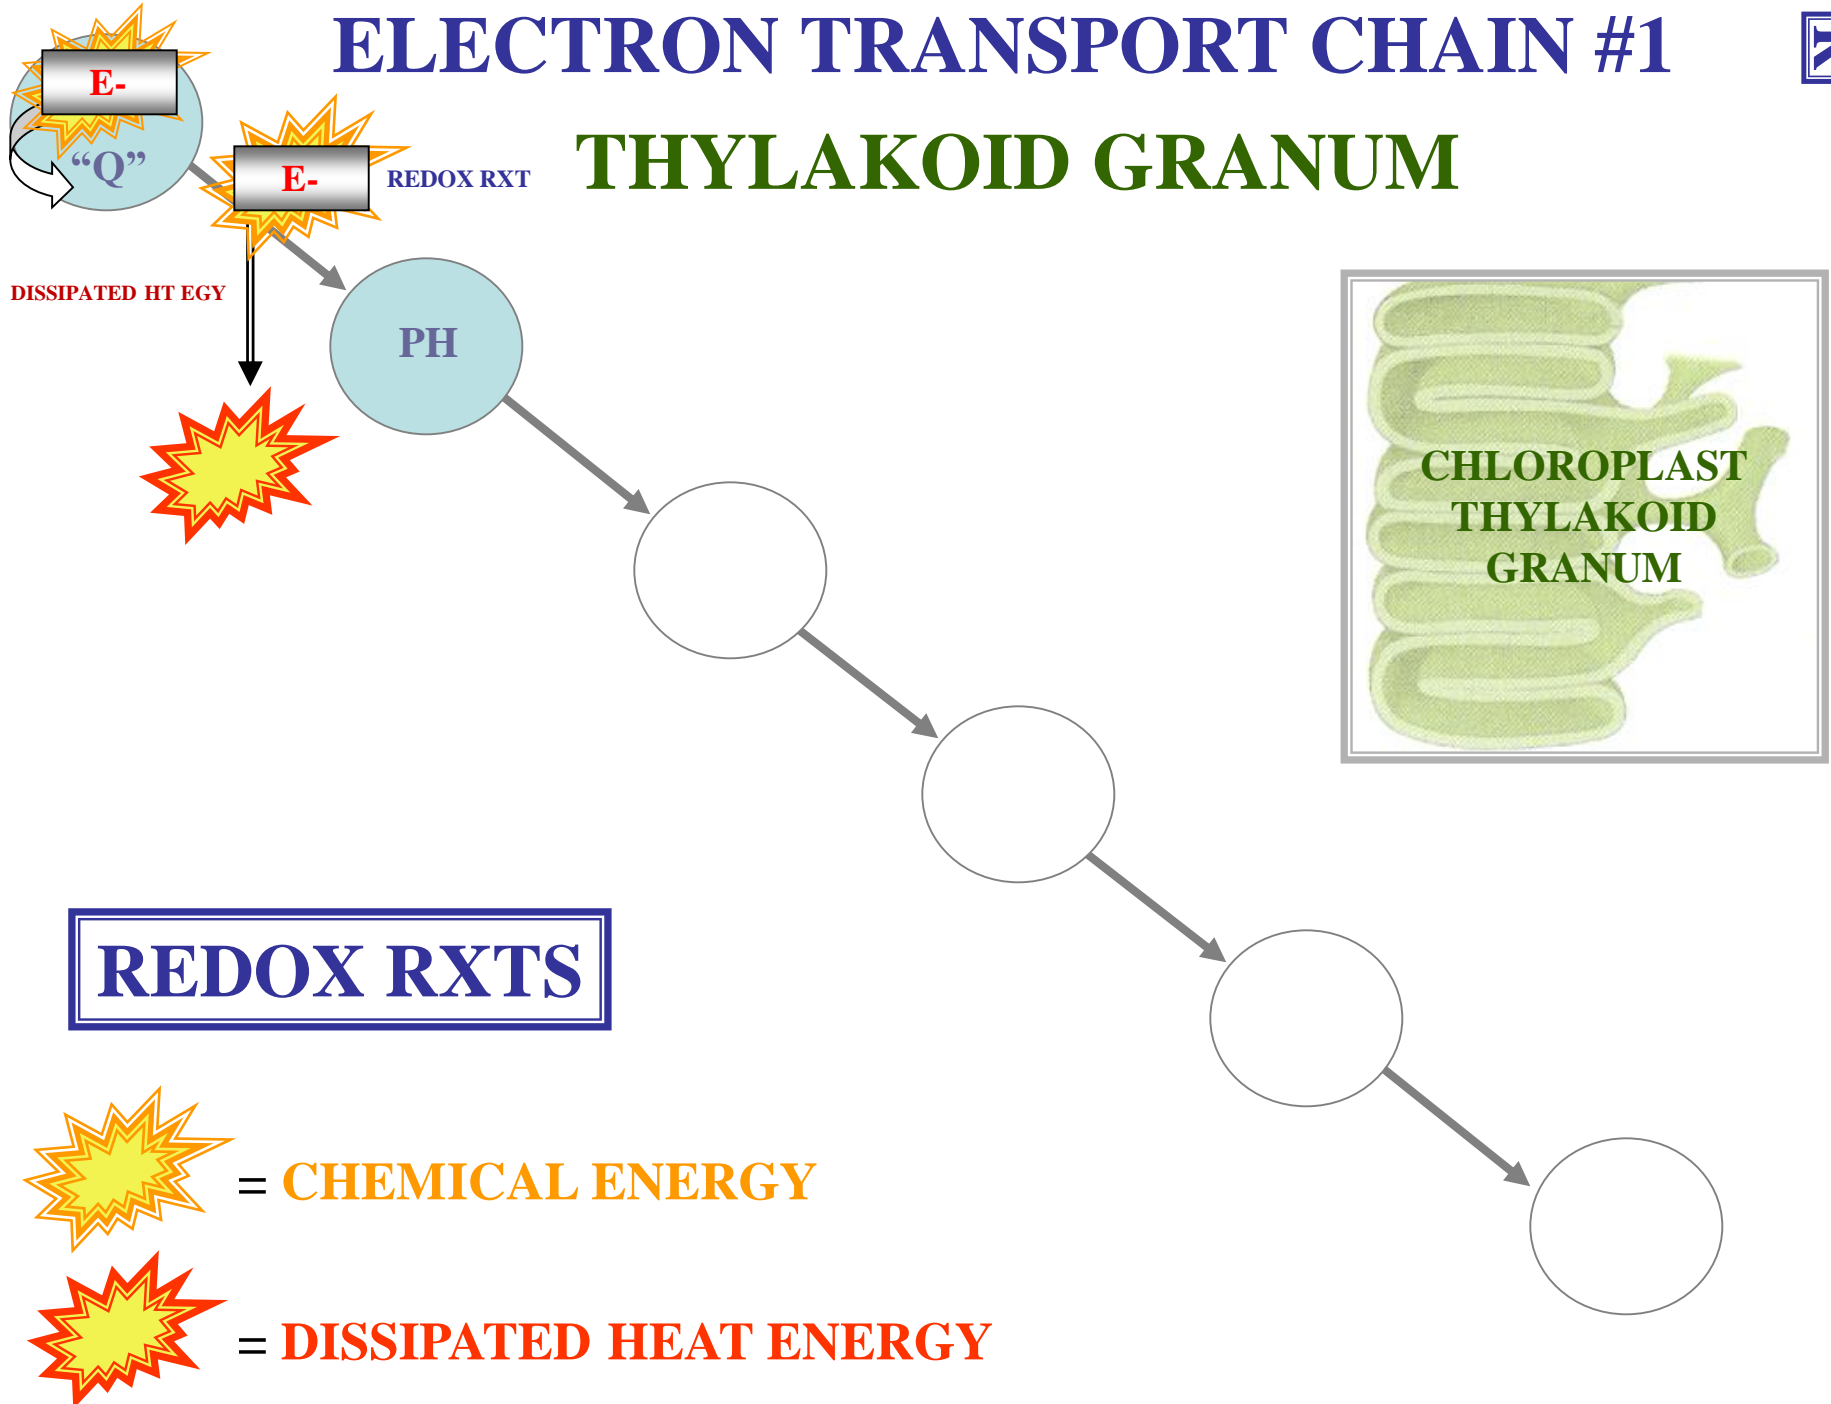 ELECTRON TRANSPORT CHAIN #1
THYLAKOID GRANUM
E-
“Q”
E-
REDOX RXT
DISSIPATED HT EGY
PH
CHLOROPLAST
THYLAKOID
GRANUM
REDOX RXTS
= CHEMICAL ENERGY
= DISSIPATED HEAT ENERGY